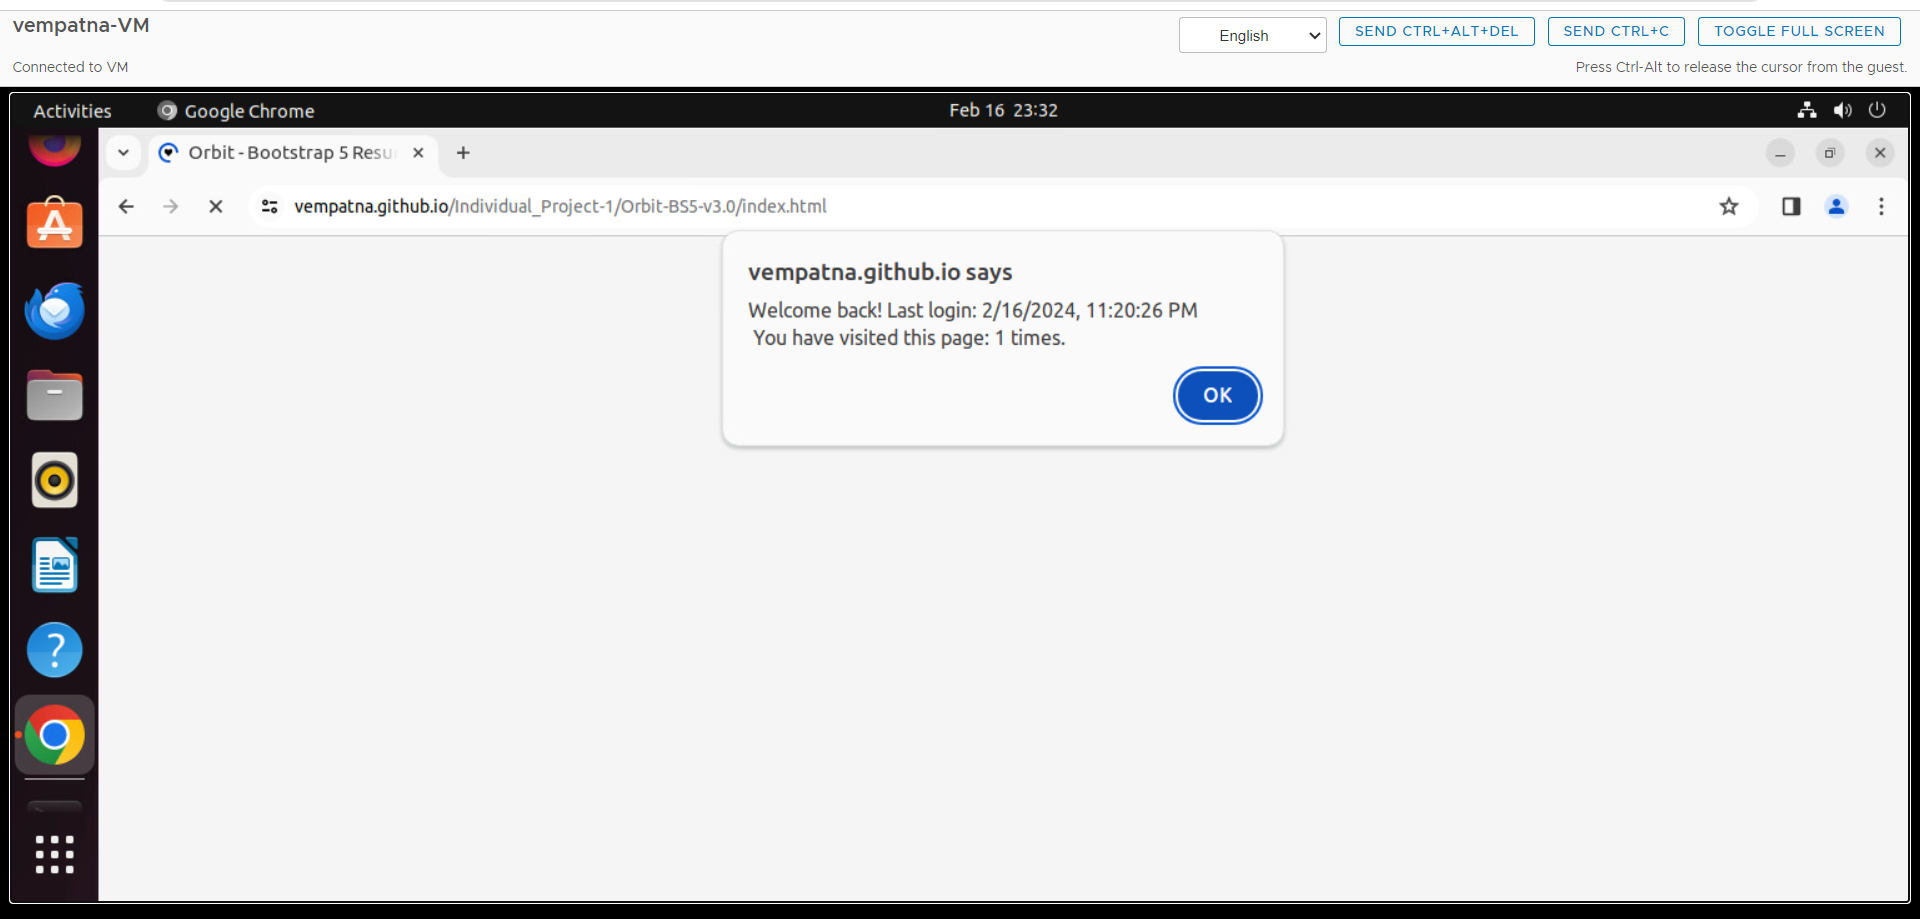 vempatna-VM
English
SEND CTRL+ALT+DEL
SEND CTRL+C
TOGGLE FULL SCREEN
Connected to VM
Press Ctrl-Alt to release the cursor from the guest.
Activities
Google Chrome
Feb 16 23:32
Orbit - Bootstrap 5 Resu
vempatna.github.io/Individual_Project-1/Orbit-BS5-v3.0/index.html
vempatna.github.io says
Welcome back! Last login: 2/16/2024, 11:20:26 PM
You have visited this page: 1 times.
OK